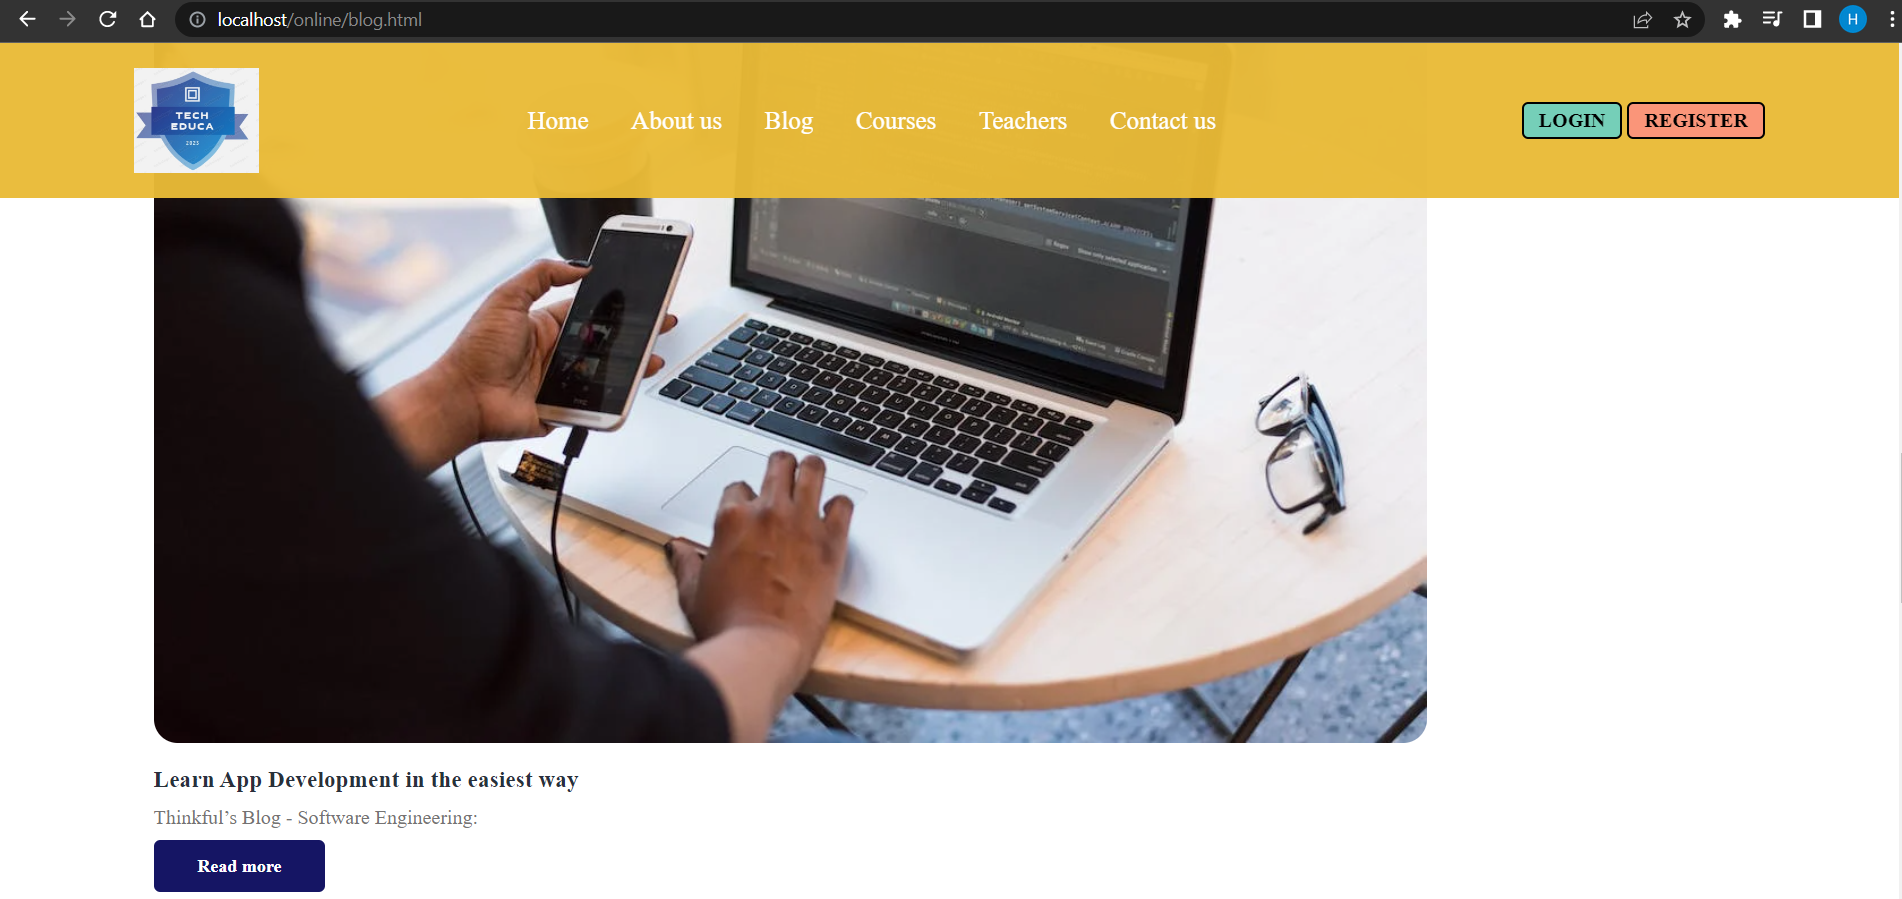 localhost/online/blog.html
H
TECH
EDUCA
2023
Home About us Blog Courses Teachers Contact us
LOGIN REGISTER
Learn App Development in the easiest way
Thinkful’s Blog - Software Engineering:
Read more